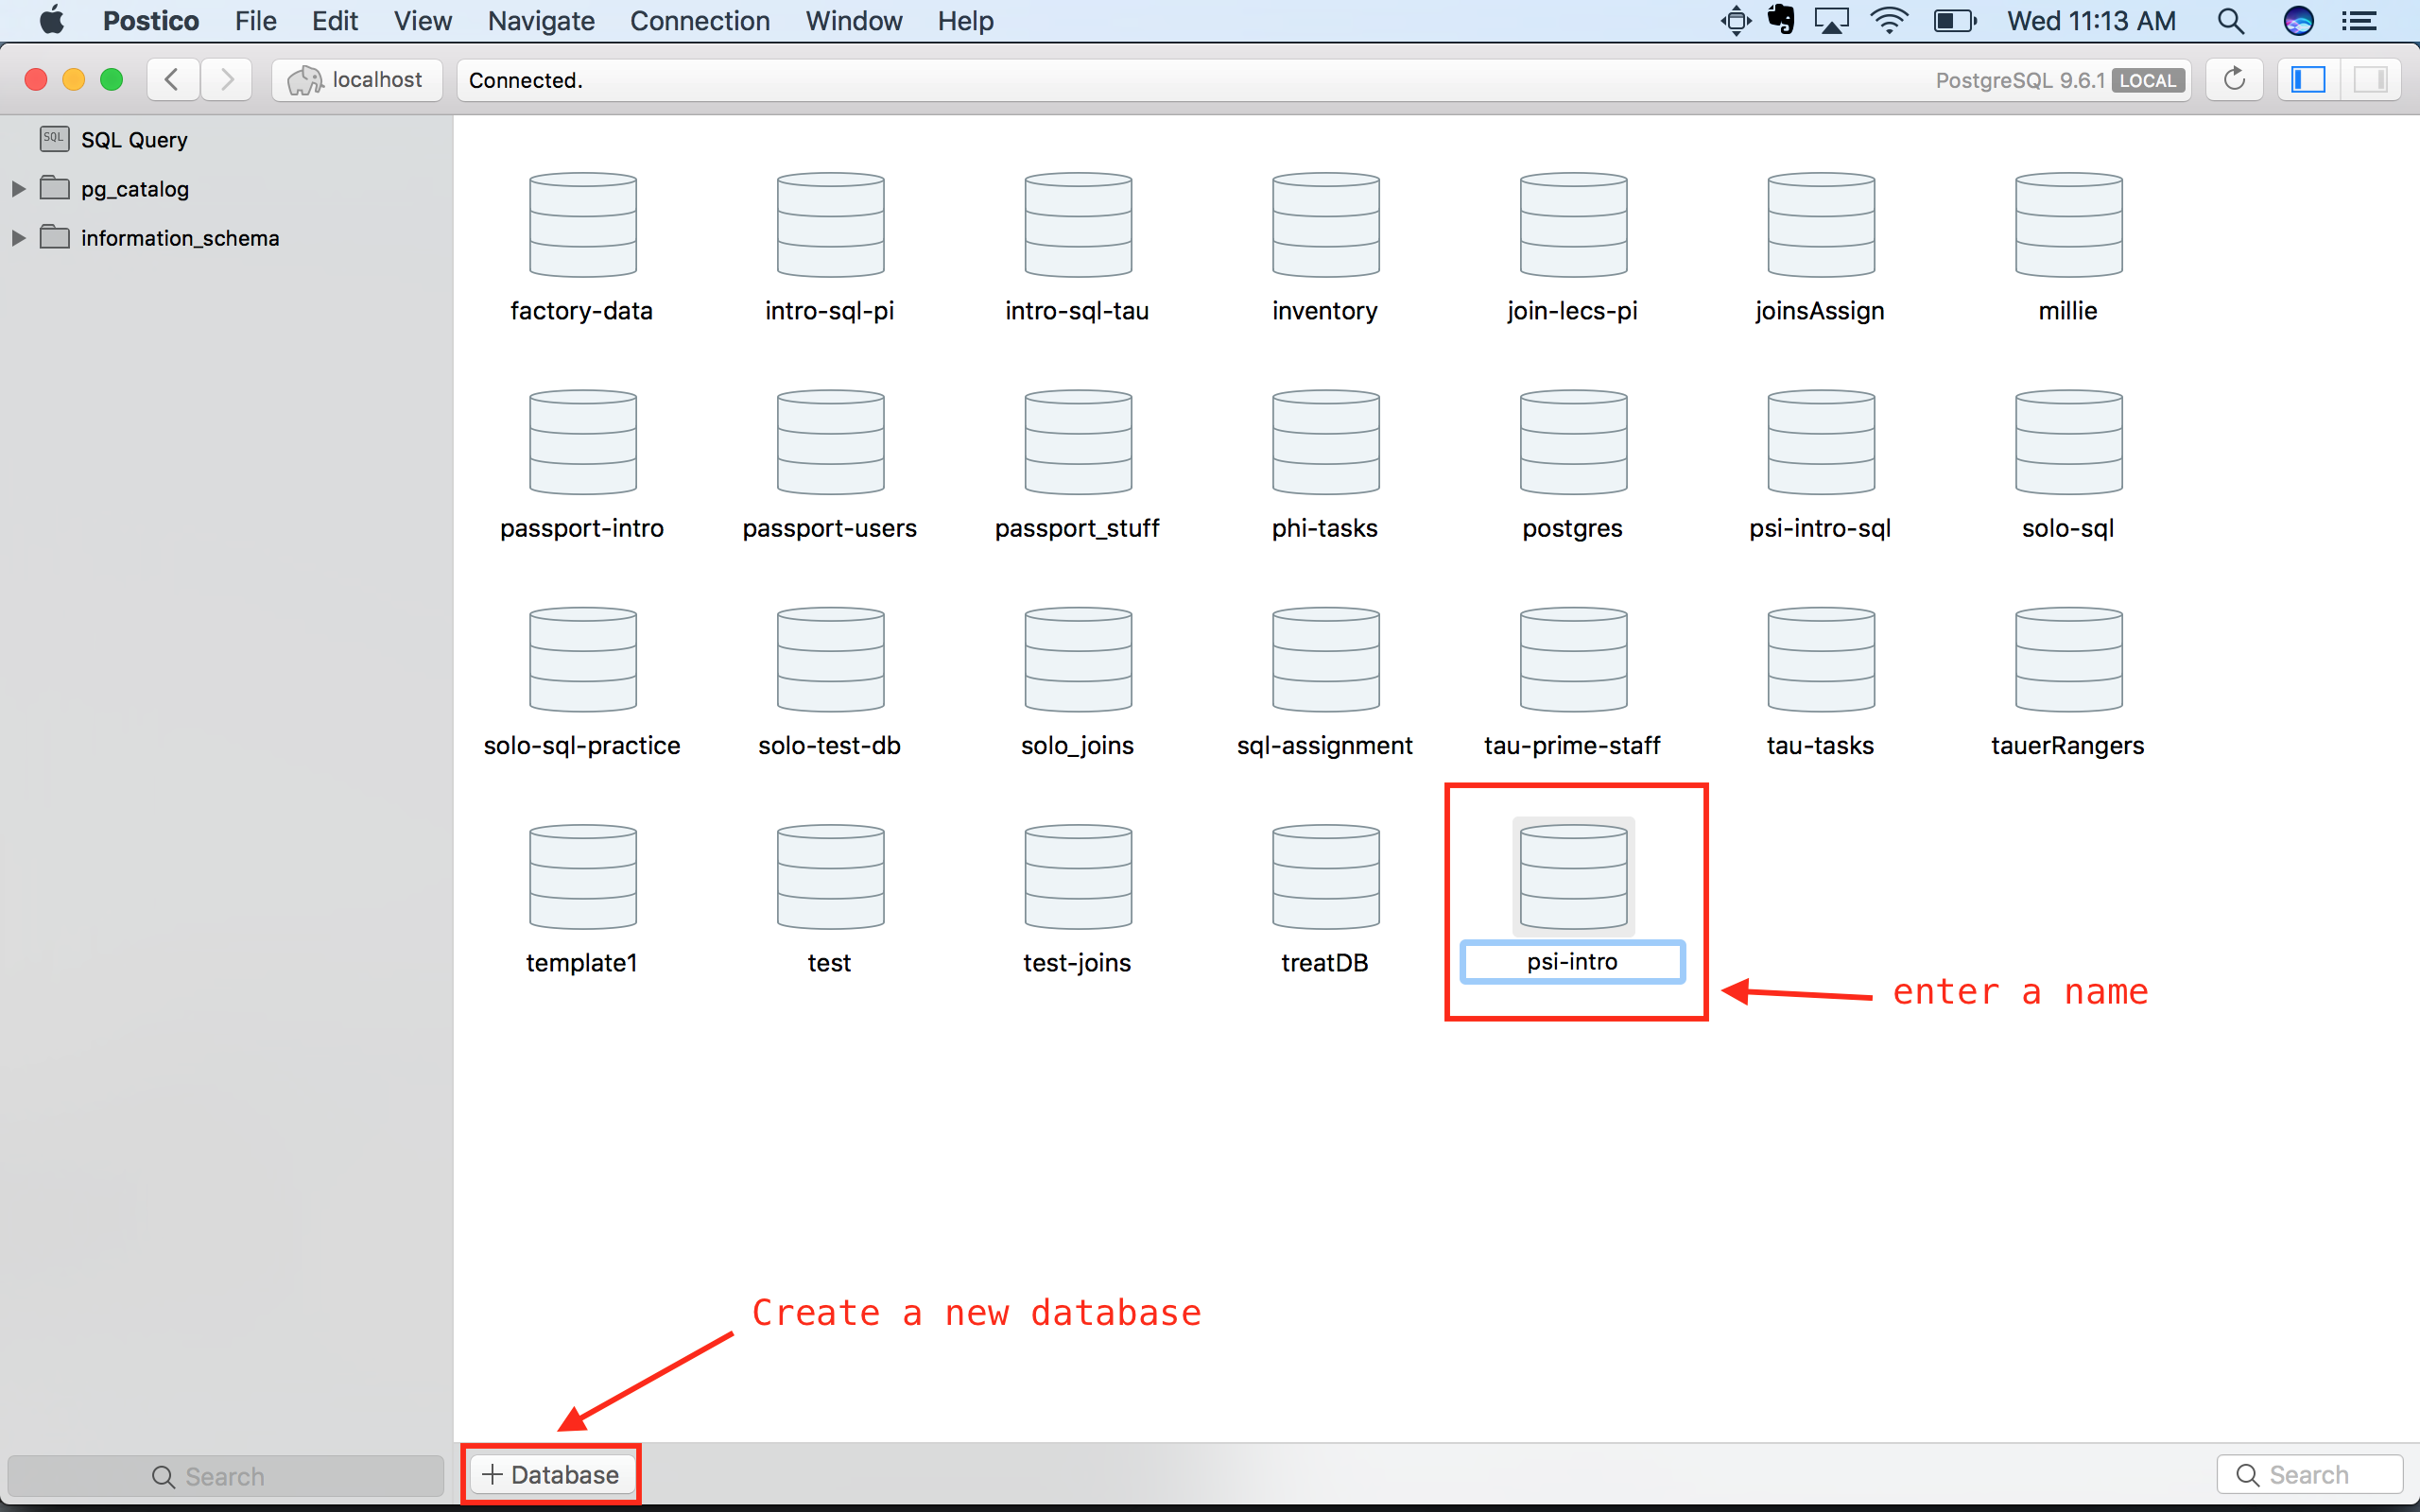 Postico File Edit View Navigate Connection Window Help Wed 11:13 AM
localhost Connected. PostgreSQL 9.6.1 LOCAL
SQL SQL Query
pg_catalog
information_schema
factory-data intro-sql-pi intro-sql-tau inventory join-lecs-pi joinsAssign millie
passport-intro passport-users passport_stuff phi-tasks postgres psi-intro-sql solo-sql
solo-sql-practice solo-test-db solo_joins sql-assignment tau-prime-staff tau-tasks tauerRangers
template1 test test-joins treatDB psi-intro
enter a name
Create a new database
Search + Database Search